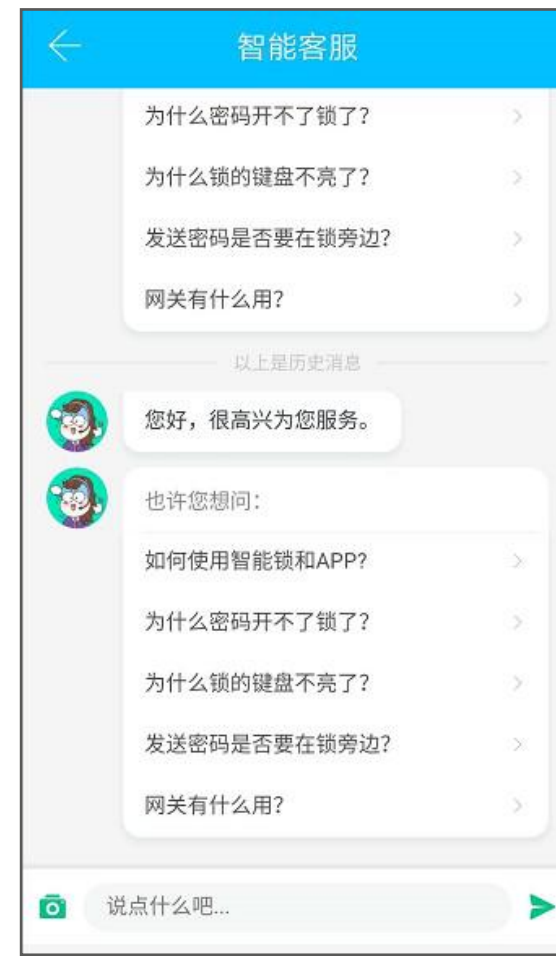 智能客服
为什么密码开不了锁了?
为什么锁的键盘不亮了?
发送密码是否要在锁旁边?
网关有什么用?
以上是历史消息
您好，很高兴为您服务。
也许您想问:
如何使用智能锁和APP?
为什么密码开不了锁了?
为什么锁的键盘不亮了?
发送密码是否要在锁旁边?
网关有什么用?
说点什么吧...